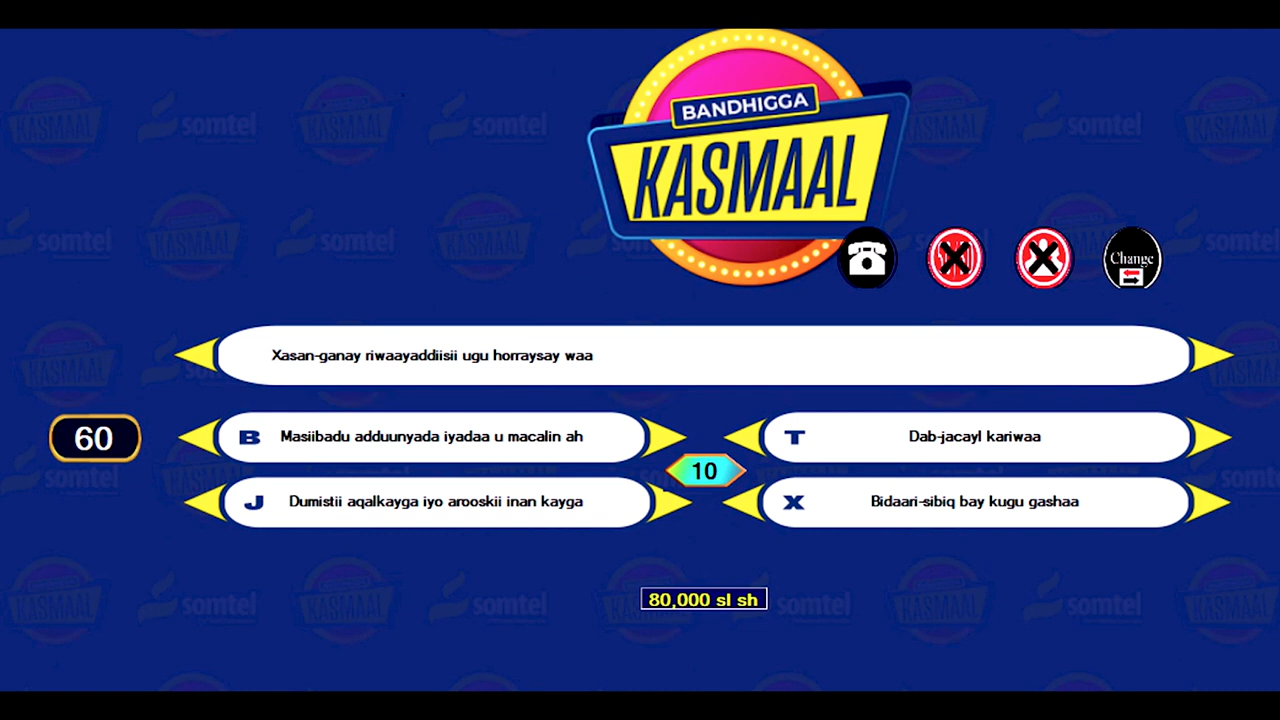 BANDHIGGA
KASMAAL
Change
Xasan-ganay riwaayaddiisii ugu horraysay waa
60
B Masiibadu adduunyada iyadaa u macalin ah
T Dab-jacayl kariwaa
10
J Dumistii aqalkayga iyo arooskii inan kayga
X Bidaari-sibiq bay kugu gashaa
80,000 sl sh
somtel